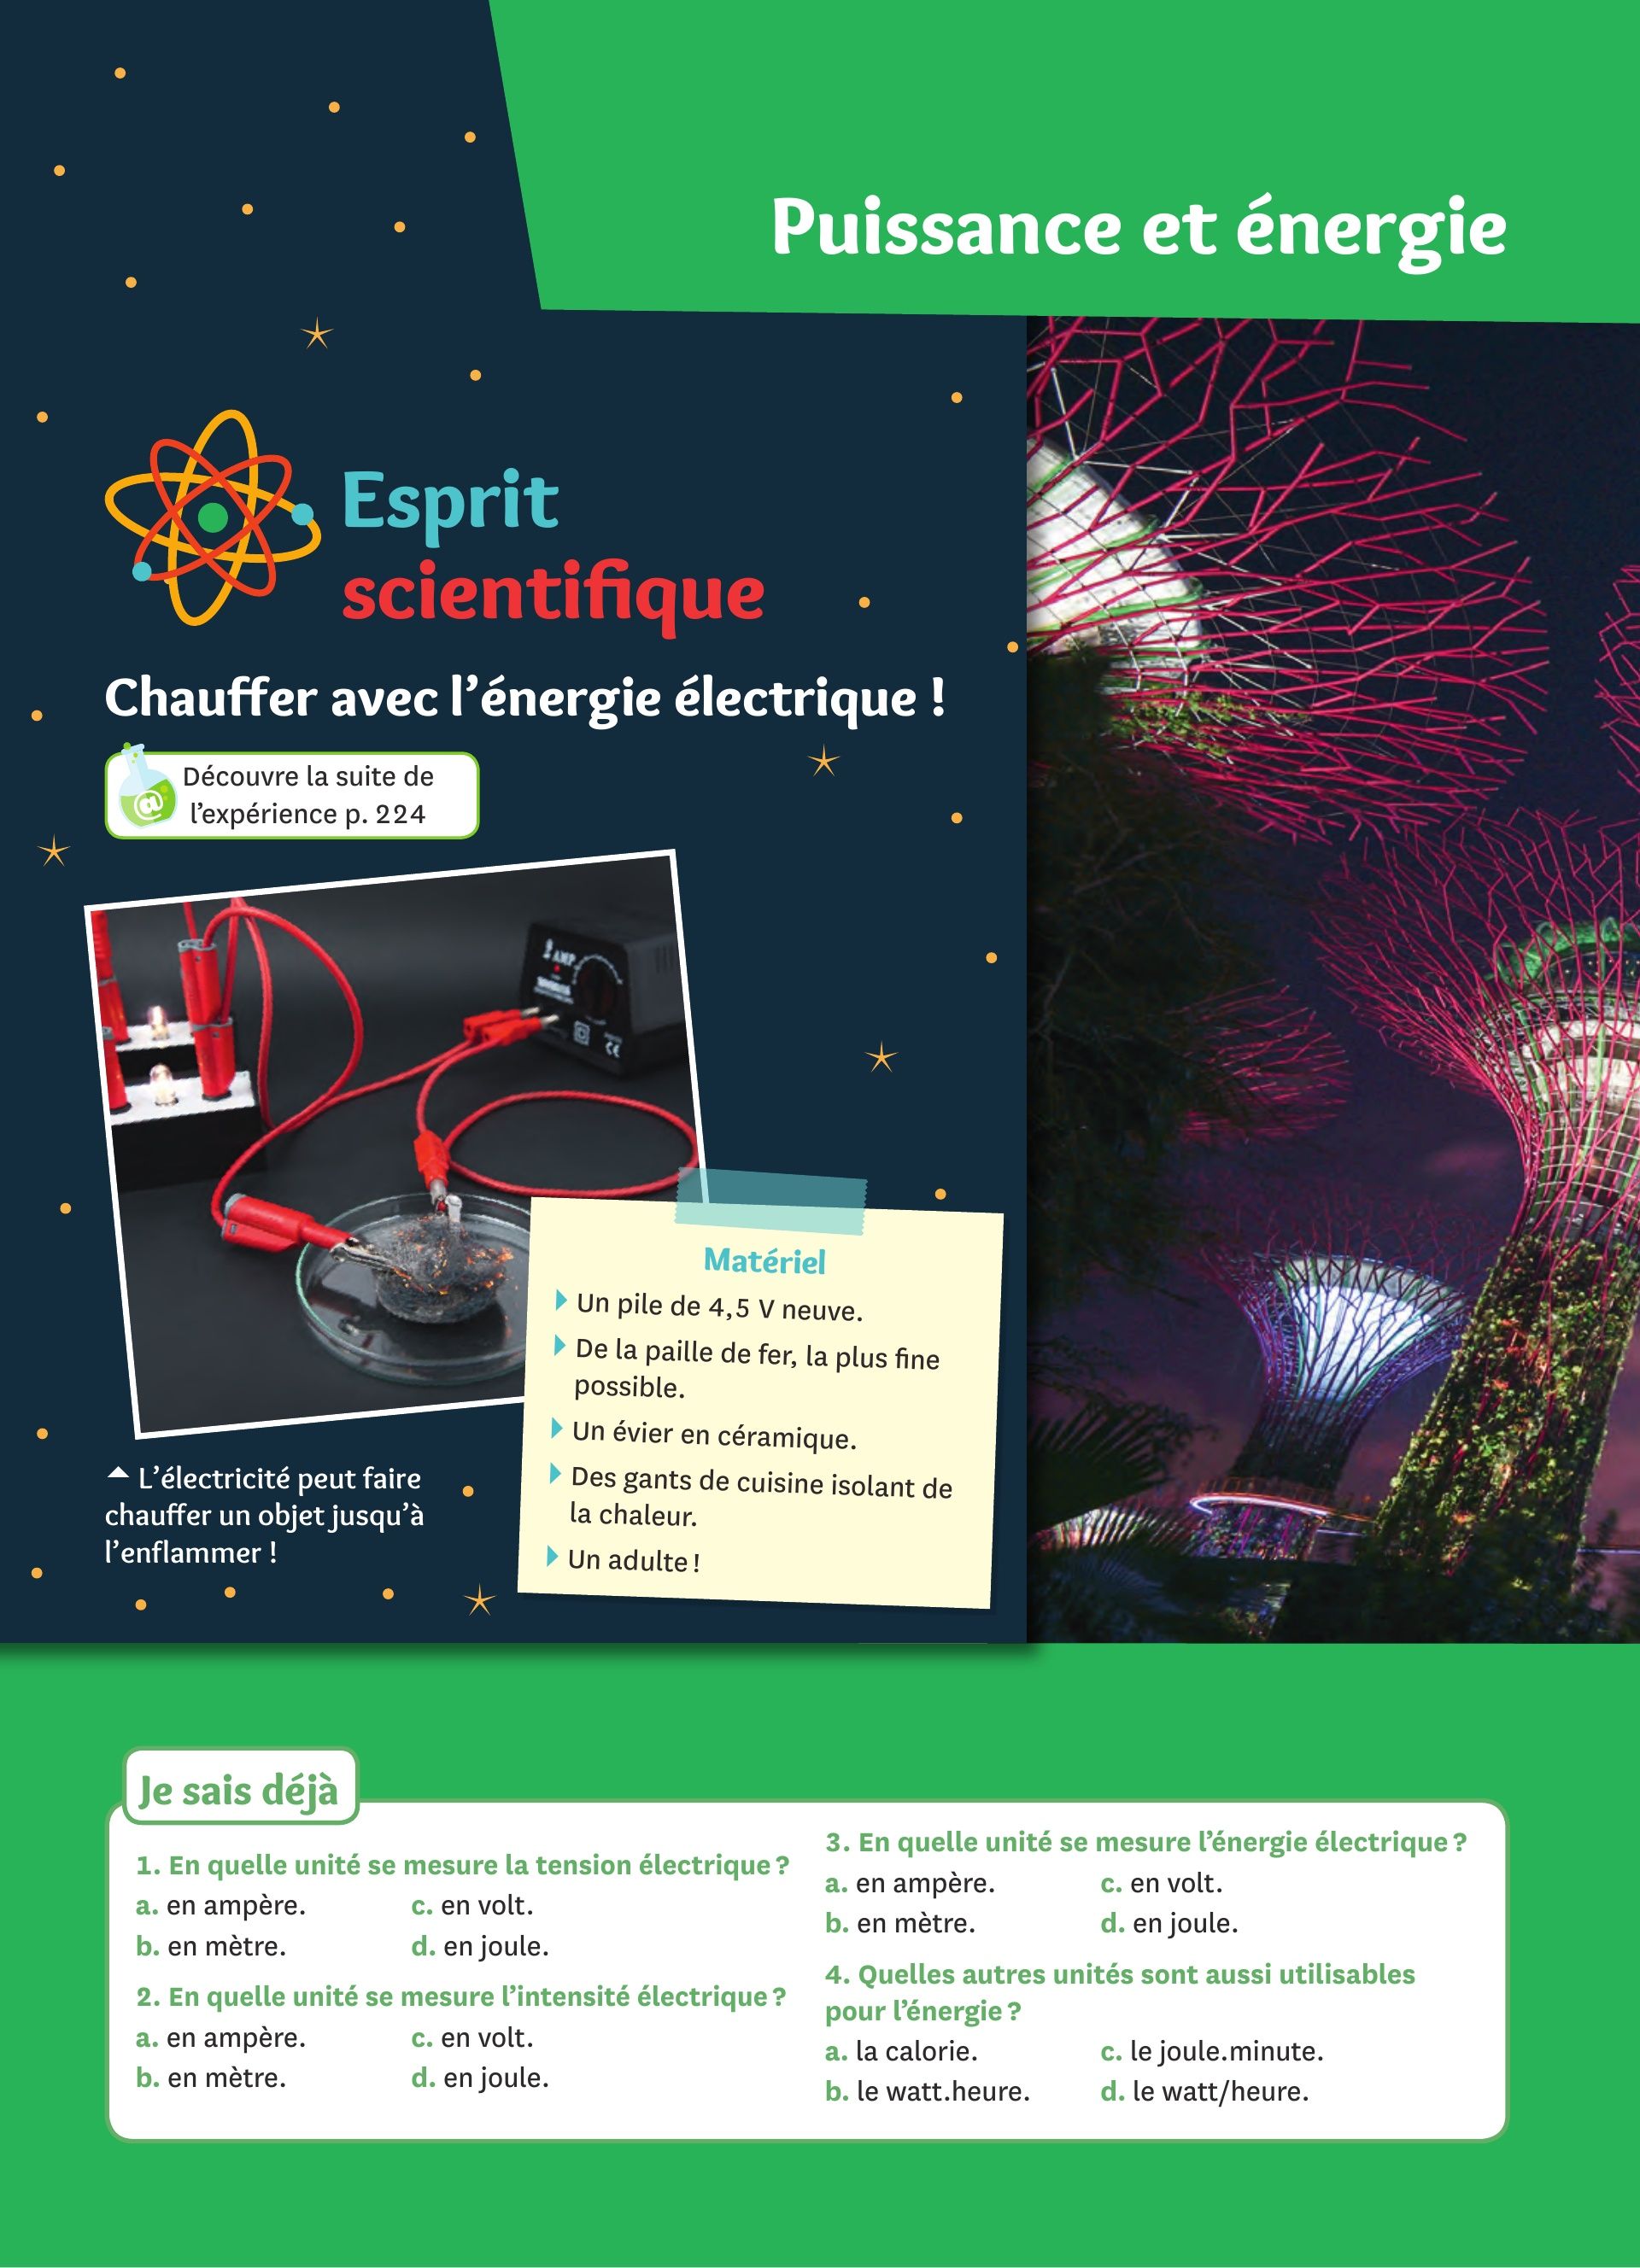 Puissance et énergie
Esprit
scientifique
Chauffer avec l'énergie électrique !
@
Découvre la suite de
l'expérience p. 224
AMP
CE
Matériel
Un pile de 4,5 V neuve.
De la paille de fer, la plus fine
possible.
Un évier en céramique.
Des gants de cuisine isolant de
la chaleur.
Un adulte !
L'électricité peut faire
chauffer un objet jusqu'à
l'enflammer !
Je sais déjà
1. En quelle unité se mesure la tension électrique ?
a. en ampère. c. en volt.
b. en mètre. d. en joule.
2. En quelle unité se mesure l'intensité électrique ?
a. en ampère. c. en volt.
b. en mètre. d. en joule.
3. En quelle unité se mesure l'énergie électrique ?
a. en ampère. c. en volt.
b. en mètre. d. en joule.
4. Quelles autres unités sont aussi utilisables
pour l'énergie ?
a. la calorie. c. le joule.minute.
b. le watt.heure. d. le watt/heure.